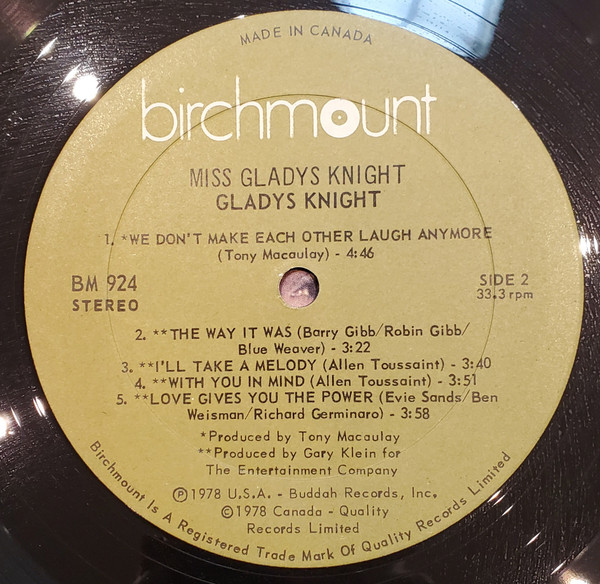 MADE IN CANADA
birchmount
MISS GLADYS KNIGHT
GLADYS KNIGHT
1. *WE DON'T MAKE EACH OTHER LAUGH ANYMORE
(Tony Macaulay) - 4:46
BM 924
STEREO
SIDE 2
33.3 rpm
2. **THE WAY IT WAS (Barry Gibb/Robin Gibb/
Blue Weaver) - 3:22
3. **I'LL TAKE A MELODY (Allen Toussaint) - 3:40
4. **WITH YOU IN MIND (Allen Toussaint) - 3:51
5. **LOVE GIVES YOU THE POWER (Evie Sands/Ben
Weisman/Richard Germinaro) - 3:58
*Produced by Tony Macaulay
**Produced by Gary Klein for
The Entertainment Company
Ⓟ1978 U.S.A. - Buddah Records, Inc.
©1978 Canada - Quality
Records Limited
Birchmount Is A Registered Trade Mark Of Quality Records Limited